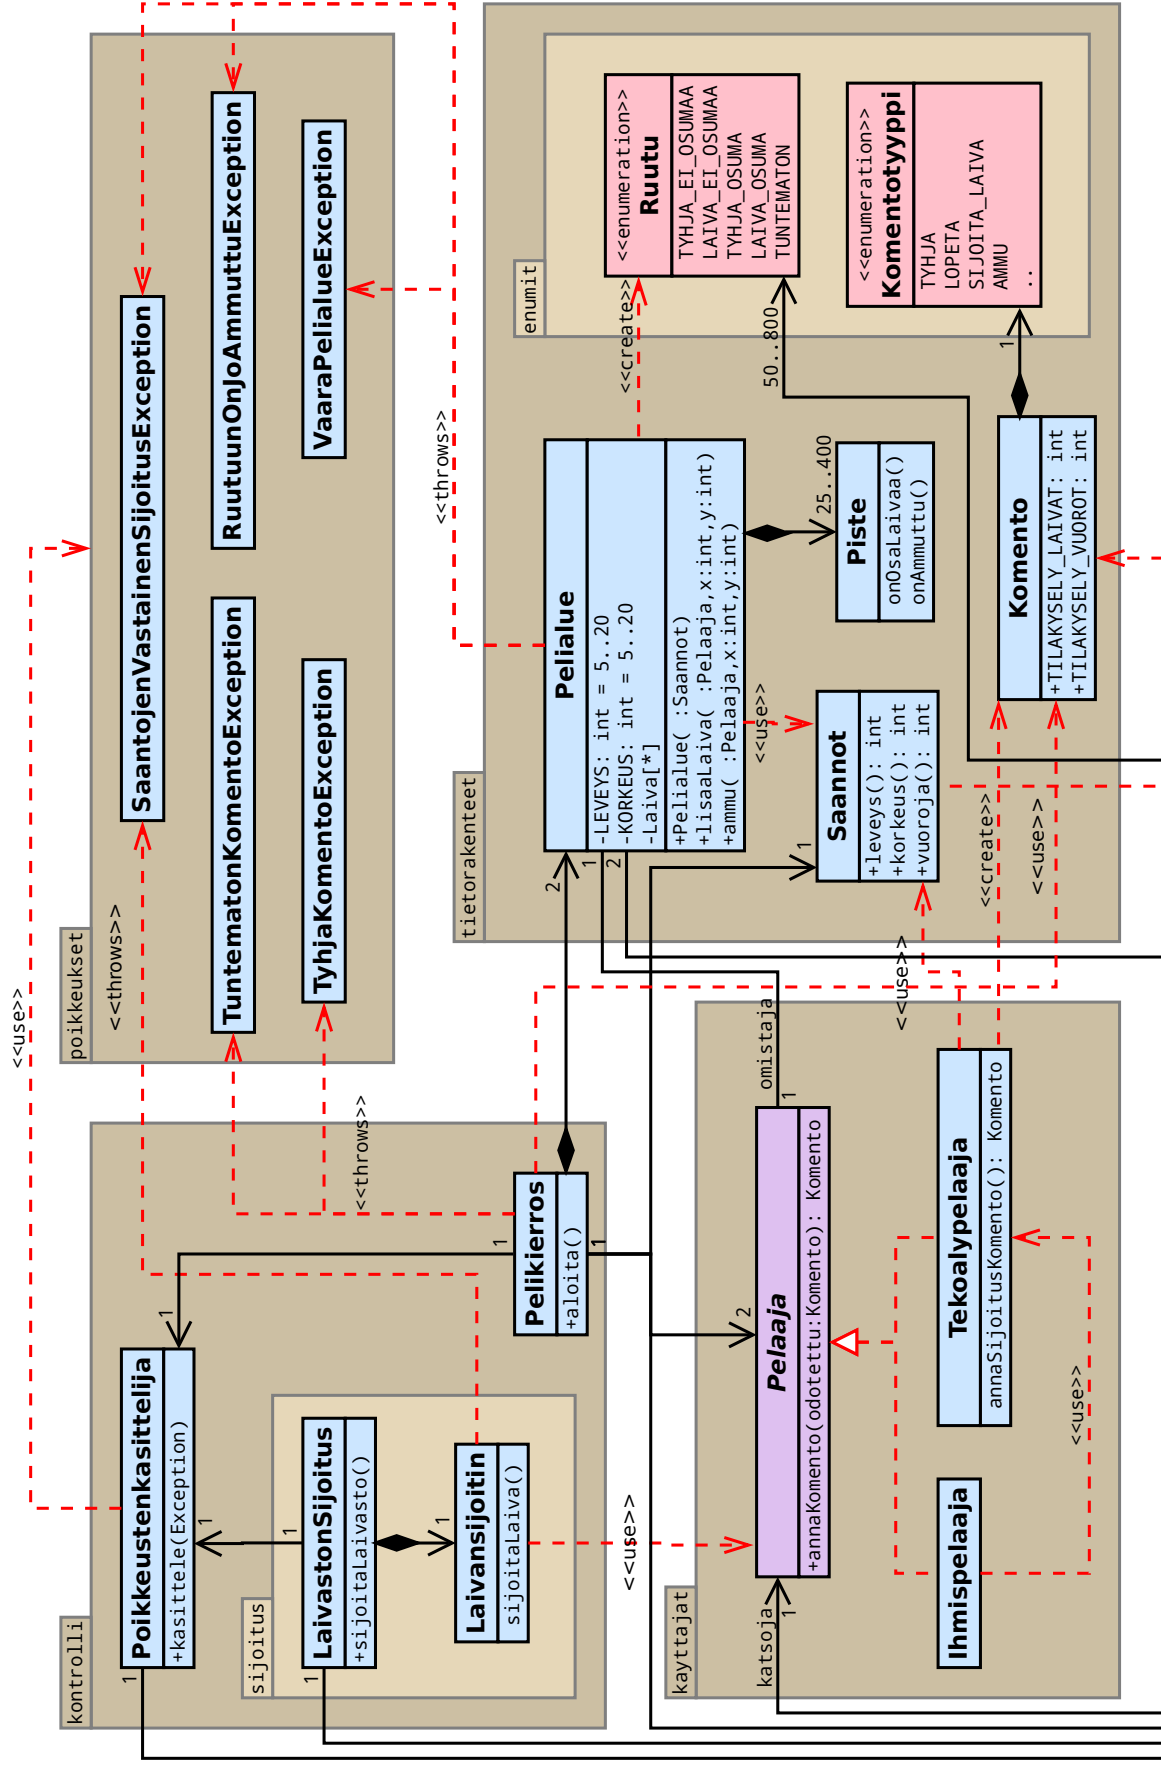 kontrolli
Poikkeustenkasittelija
+kasittele(Exception)
1
1
1
sijoitus
LaivastonSijoitus
+sijoitaLaivasto()
1
1
1
Laivansijoitin
sijoitaLaiva()
Pelikierros
+aloita()
1
1
<<use>>
<<throws>>
<<throws>>
<<use>>
poikkeukset
SaantojenVastainenSijoitusException
TuntematonKomentoException
RuutuunOnJoAmmuttuException
TyhjaKomentoException
VaaraPelialueException
<<throws>>
kayttajat
katsoja
1
Pelaaja
+annaKomento(odotettu:Komento): Komento
2
1
omistaja
Ihmispelaaja
Tekoalypelaaja
annaSijoitusKomento(): Komento
<<use>>
<<use>>
<<create>>
<<use>>
tietorakenteet
2
1
2
Pelialue
-LEVEYS: int = 5..20
-KORKEUS: int = 5..20
-Laiva[*]
+Pelialue( :Saannot)
+lisaaLaiva( :Pelaaja,x:int,y:int)
+ammu( :Pelaaja,x:int,y:int)
<<use>>
1
Saannot
+leveys(): int
+korkeus(): int
+vuoroja(): int
25..400
Piste
onOsaLaivaa()
onAmmuttu()
Komento
+TILAKYSELY_LAIVAT: int
+TILAKYSELY_VUOROT: int
1
<<create>>
50..800
enumit
<<enumeration>>
Ruutu
TYHJA_EI_OSUMAA
LAIVA_EI_OSUMAA
TYHJA_OSUMA
LAIVA_OSUMA
TUNTEMATON
<<enumeration>>
Komentotyyppi
TYHJA
LOPETA
SIJOITA_LAIVA
AMMU
..